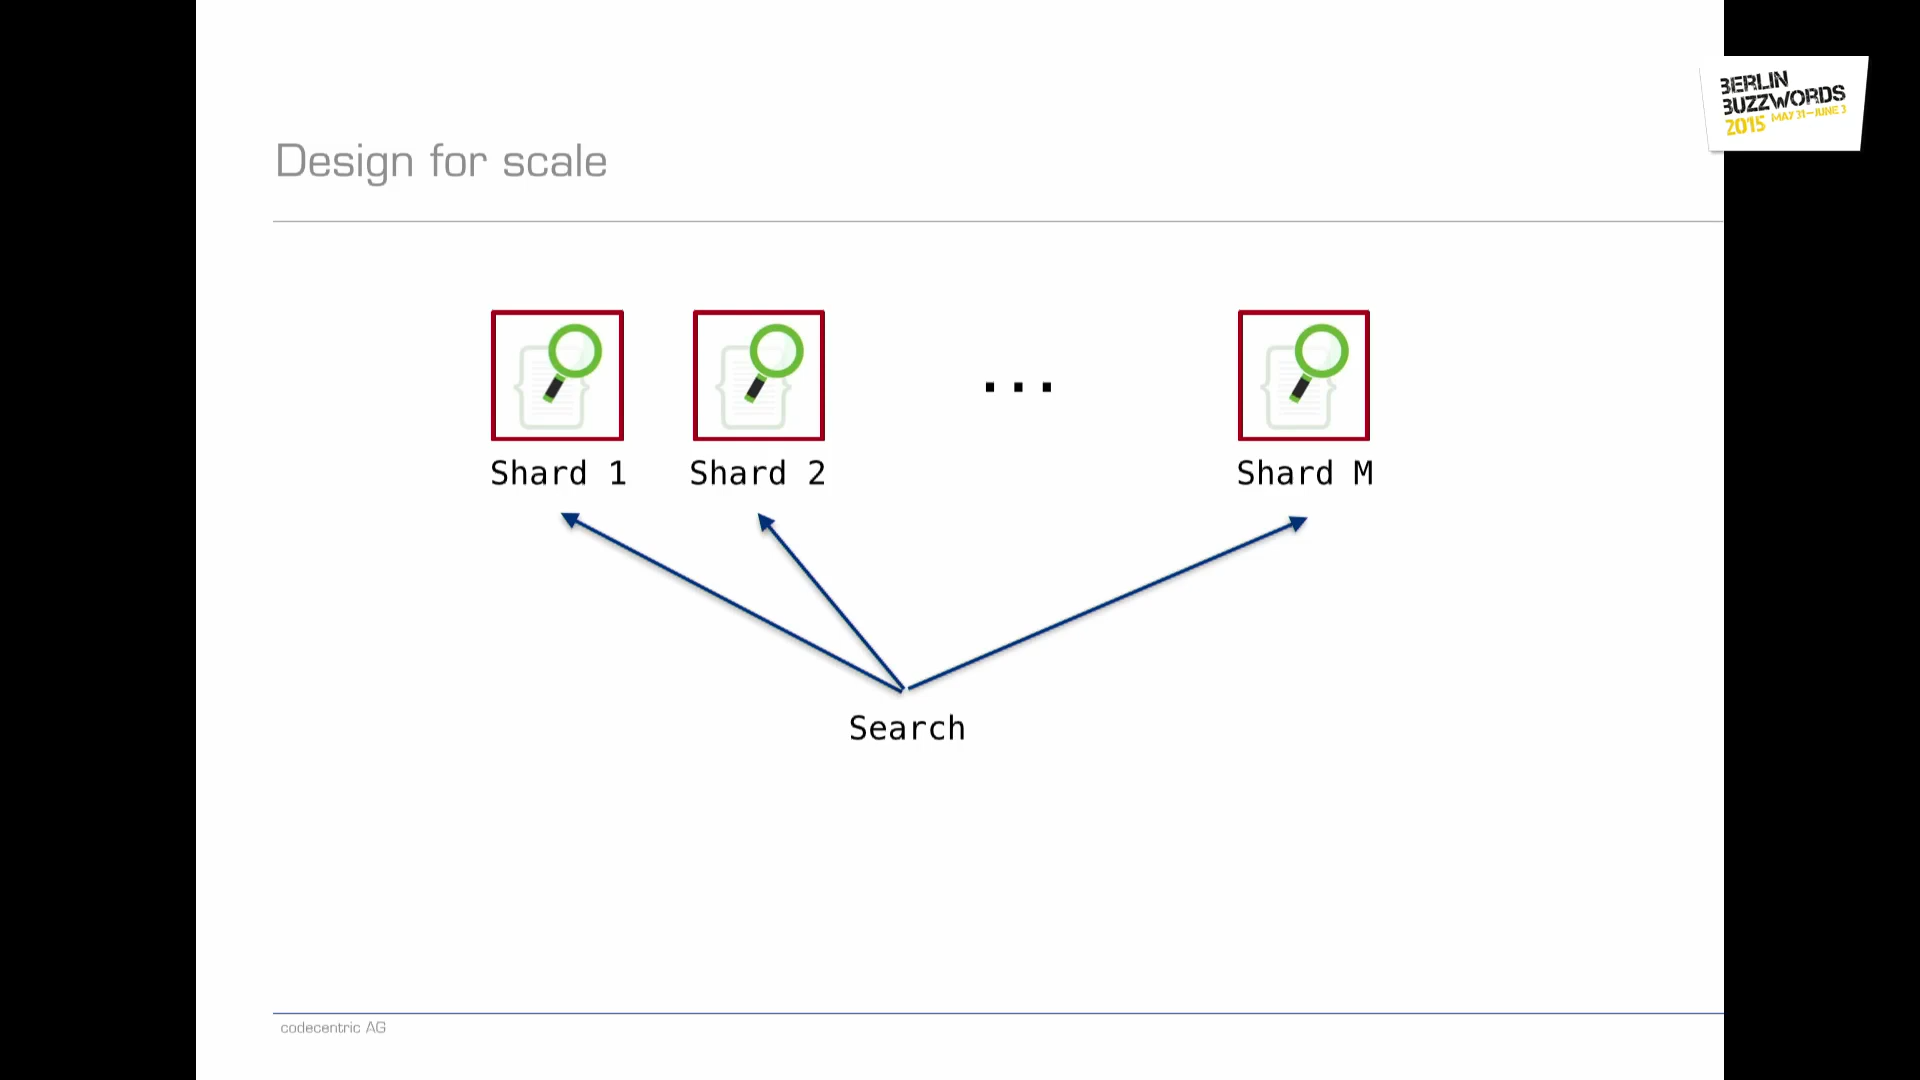 BERLIN
BUZZWORDS
2015 MAY 31–JUNE 3
Design for scale
...
Shard 1 Shard 2 Shard M
Search
codecentric AG